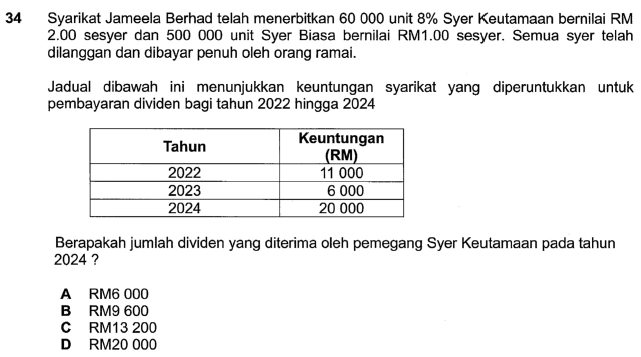 34 Syarikat Jameela Berhad telah menerbitkan 60 000 unit 8% Syer Keutamaan bernilai RM
2.00 sesyer dan 500 000 unit Syer Biasa bernilai RM1.00 sesyer. Semua syer telah
dilanggan dan dibayar penuh oleh orang ramai.
Jadual dibawah ini menunjukkan keuntungan syarikat yang diperuntukkan untuk
pembayaran dividen bagi tahun 2022 hingga 2024
Tahun Keuntungan
(RM)
2022 11 000
2023 6 000
2024 20 000
Berapakah jumlah dividen yang diterima oleh pemegang Syer Keutamaan pada tahun
2024 ?
A RM6 000
B RM9 600
C RM13 200
D RM20 000